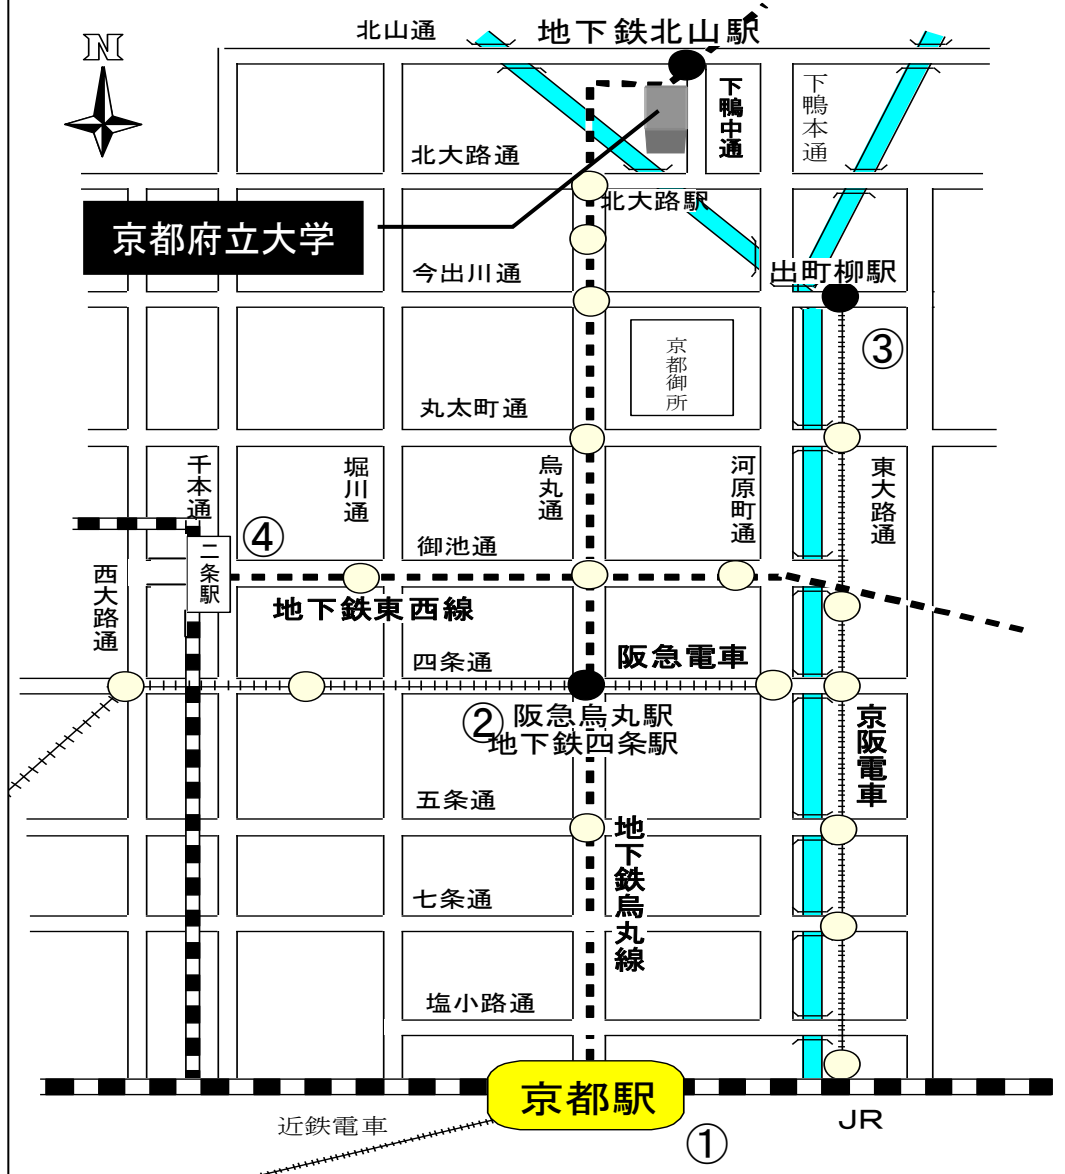 N
北山通
地下鉄北山駅
下鴨中通
下鴨本通
北大路通
北大路駅
京都府立大学
今出川通
出町柳駅
③
京都御所
丸太町通
千本通
堀川通
烏丸通
河原町通
東大路通
④
御池通
二条駅
西大路通
地下鉄東西線
四条通
阪急電車
②
阪急烏丸駅
地下鉄四条駅
京阪電車
五条通
地下鉄烏丸線
七条通
塩小路通
京都駅
近鉄電車
①
JR